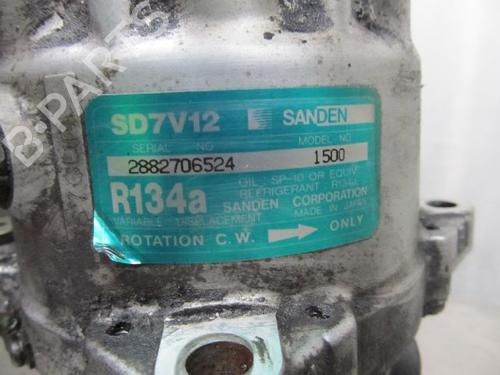 B-PARTS
SD7V12 SANDEN
SERIAL NO MODEL NO
2882706524 1500
R134a OIL SP-10 OR EQUIV.
REFRIGERANT R134a
SANDEN CORPORATION
VARIABLE DISPLACEMENT MADE IN JAPAN
ROTATION C.W. ONLY